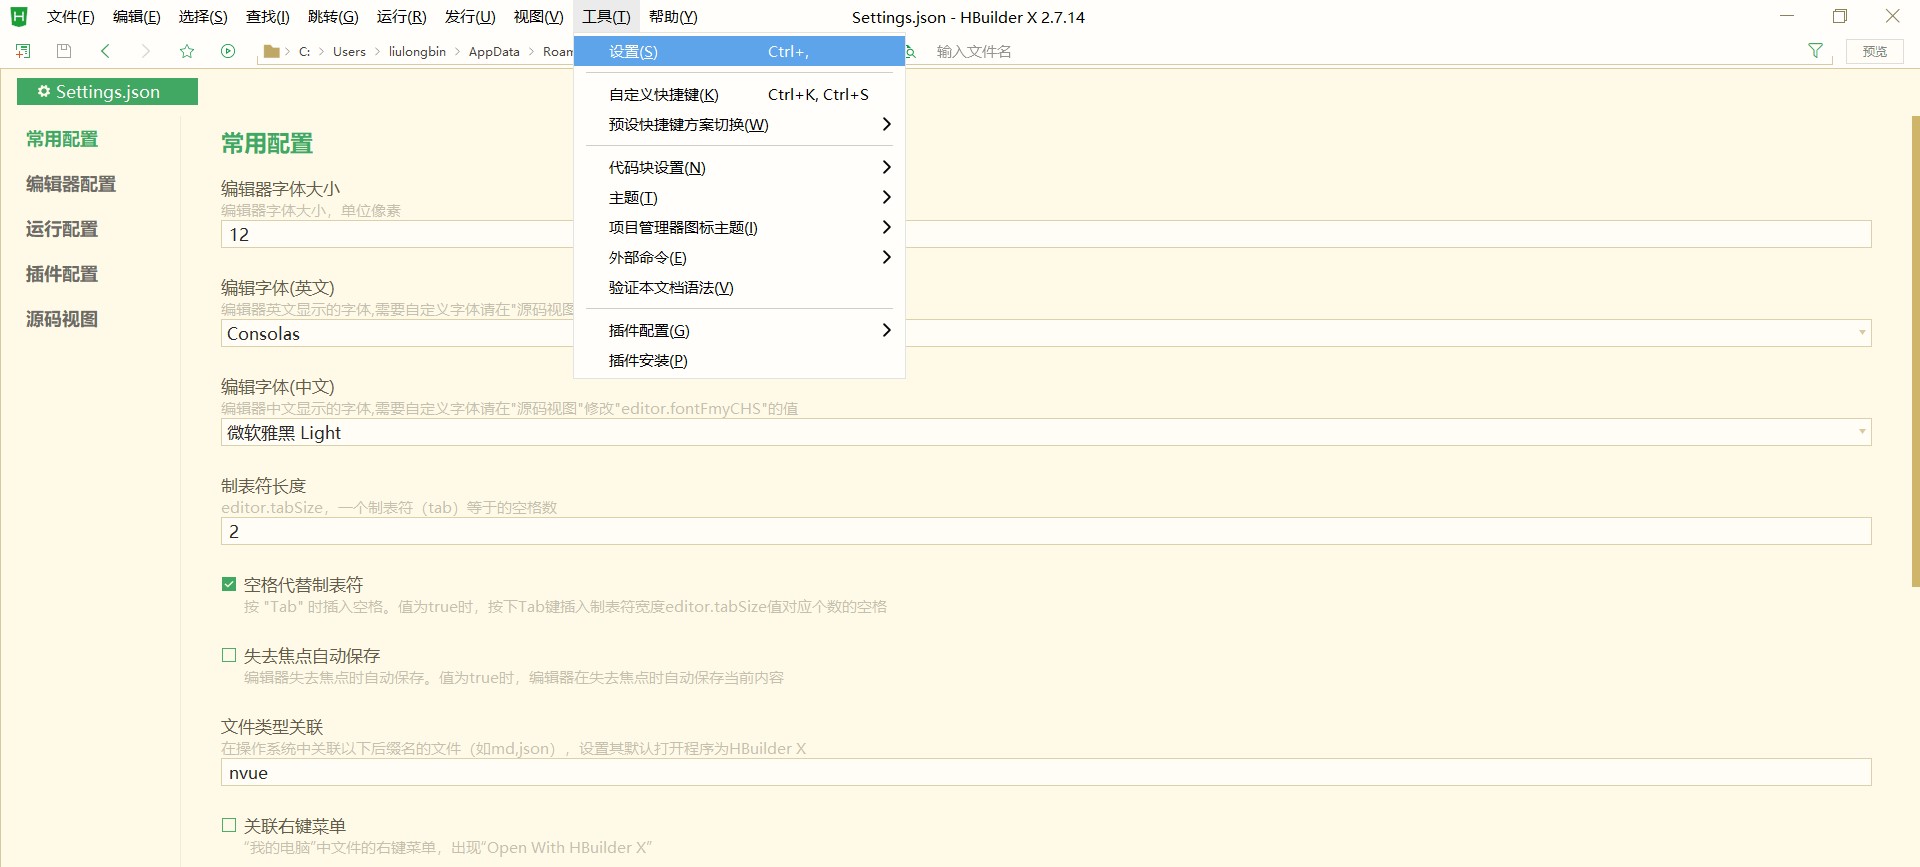 文件(F) 编辑(E) 选择(S) 查找(I) 跳转(G) 运行(R) 发行(U) 视图(V) 工具(T) 帮助(Y) Settings.json - HBuilder X 2.7.14
C: Users liulongbin AppData Roam 输入文件名 预览
Settings.json
常用配置
编辑器配置
运行配置
插件配置
源码视图
设置(S) Ctrl+,
自定义快捷键(K) Ctrl+K, Ctrl+S
预设快捷键方案切换(W)
代码块设置(N)
主题(T)
项目管理器图标主题(I)
外部命令(E)
验证本文档语法(V)
插件配置(G)
插件安装(P)
常用配置
编辑器字体大小
编辑器字体大小，单位像素
12
编辑字体(英文)
编辑器英文显示的字体,需要自定义字体请在"源码视图
Consolas
编辑字体(中文)
编辑器中文显示的字体,需要自定义字体请在"源码视图"修改"editor.fontFmyCHS"的值
微软雅黑 Light
制表符长度
editor.tabSize，一个制表符（tab）等于的空格数
2
空格代替制表符
按 "Tab" 时插入空格。值为true时，按下Tab键插入制表符宽度editor.tabSize值对应个数的空格
失去焦点自动保存
编辑器失去焦点时自动保存。值为true时，编辑器在失去焦点时自动保存当前内容
文件类型关联
在操作系统中关联以下后缀名的文件（如md,json），设置其默认打开程序为HBuilder X
nvue
关联右键菜单
“我的电脑”中文件的右键菜单，出现“Open With HBuilder X”